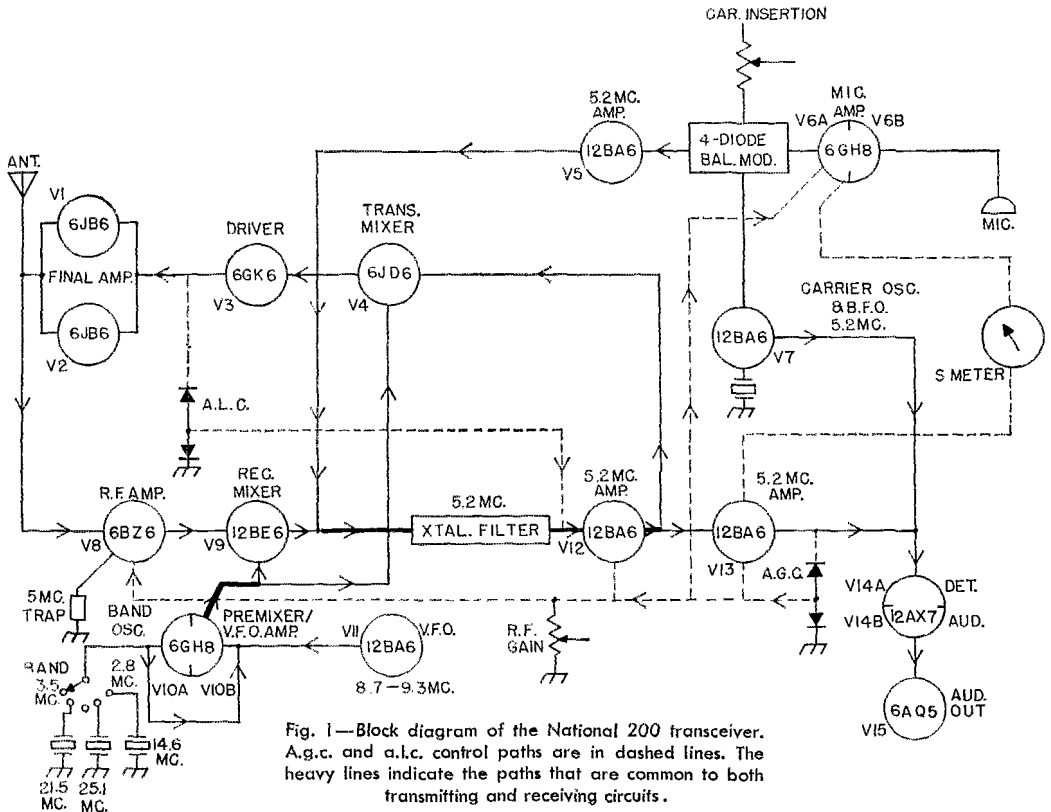 CAR. INSERTION
5.2 MC.
AMP.
12BA6
V5
4-DIODE
BAL. MOD.
MIC.
AMP.
V6A
V6B
6GH8
MIC.
ANT.
V1
6JB6
FINAL AMP.
6JB6
V2
DRIVER
6GK6
V3
TRANS.
MIXER
6JD6
V4
CARRIER OSC.
& B.F.O.
5.2 MC.
12BA6
V7
S METER
A.L.C.
R.F. AMP.
6BZ6
V8
REC.
MIXER
12BE6
V9
5.2 MC.
XTAL. FILTER
5.2 MC.
AMP.
12BA6
V12
5.2 MC.
AMP.
12BA6
V13
A.G.C.
5 MC.
TRAP
BAND
OSC.
PREMIXER/
V.F.O. AMP.
6GH8
V10A
V10B
V11
12BA6
V.F.O.
8.7 – 9.3 MC.
R.F.
GAIN
V14A
DET.
12AX7
V14B
AUD.
6AQ5
AUD.
OUT
V15
BAND
3.5
MC.
2.8
MC.
14.6
MC.
21.5
MC.
25.1
MC.
Fig. 1—Block diagram of the National 200 transceiver.
A.g.c. and a.l.c. control paths are in dashed lines. The
heavy lines indicate the paths that are common to both
transmitting and receiving circuits.